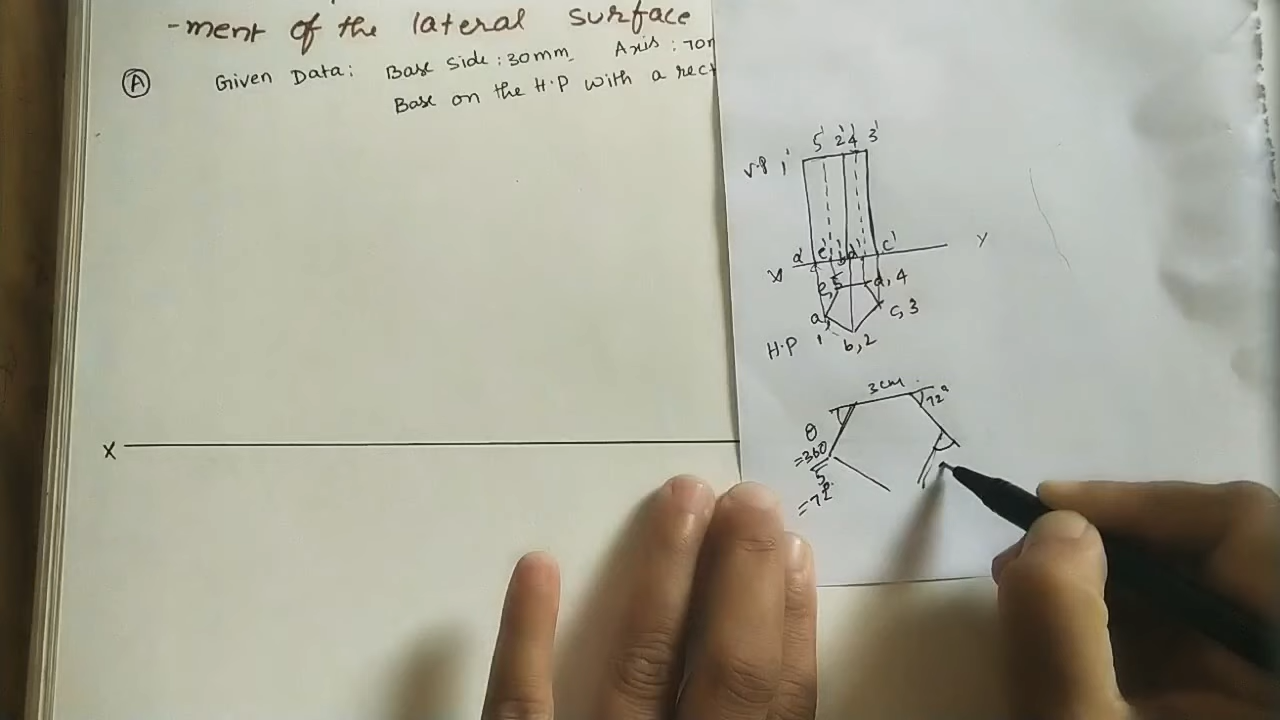 -ment of the lateral surface
A Given Data: Base side: 30mm Axis: 70m
Base on the H.P with a rect
5' 2' 4' 3'
V.P 1'
a' e' b' d' c'
X Y
e,5 d,4
a, c,3
1
H.P b,2
3cm
72°
θ
=360
5
=72°
X